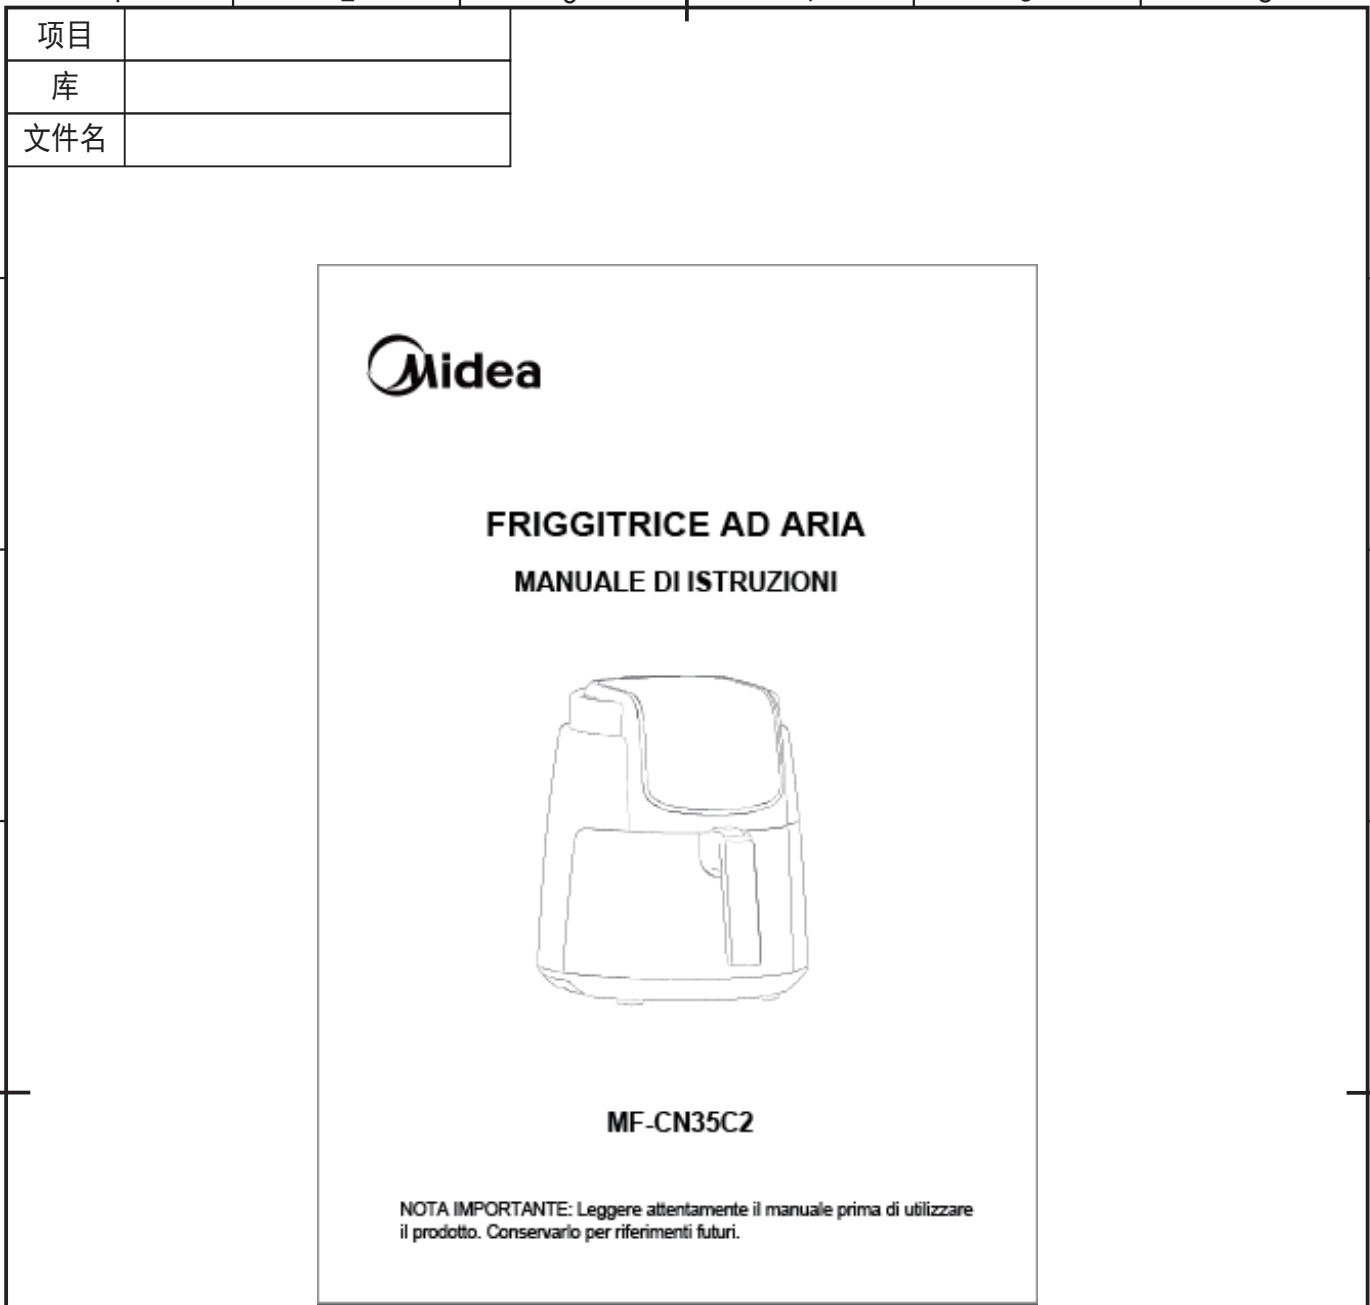 项目
库
文件名
Midea
FRIGGITRICE AD ARIA
MANUALE DI ISTRUZIONI
MF-CN35C2
NOTA IMPORTANTE: Leggere attentamente il manuale prima di utilizzare
il prodotto. Conservarlo per riferimenti futuri.